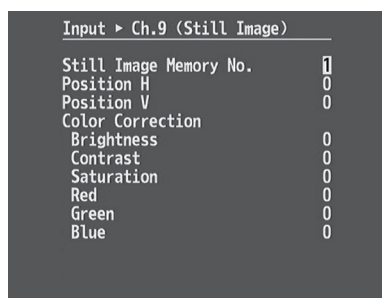 Input ▸ Ch.9 (Still Image)
Still Image Memory No. 1
Position H 0
Position V 0
Color Correction
Brightness 0
Contrast 0
Saturation 0
Red 0
Green 0
Blue 0